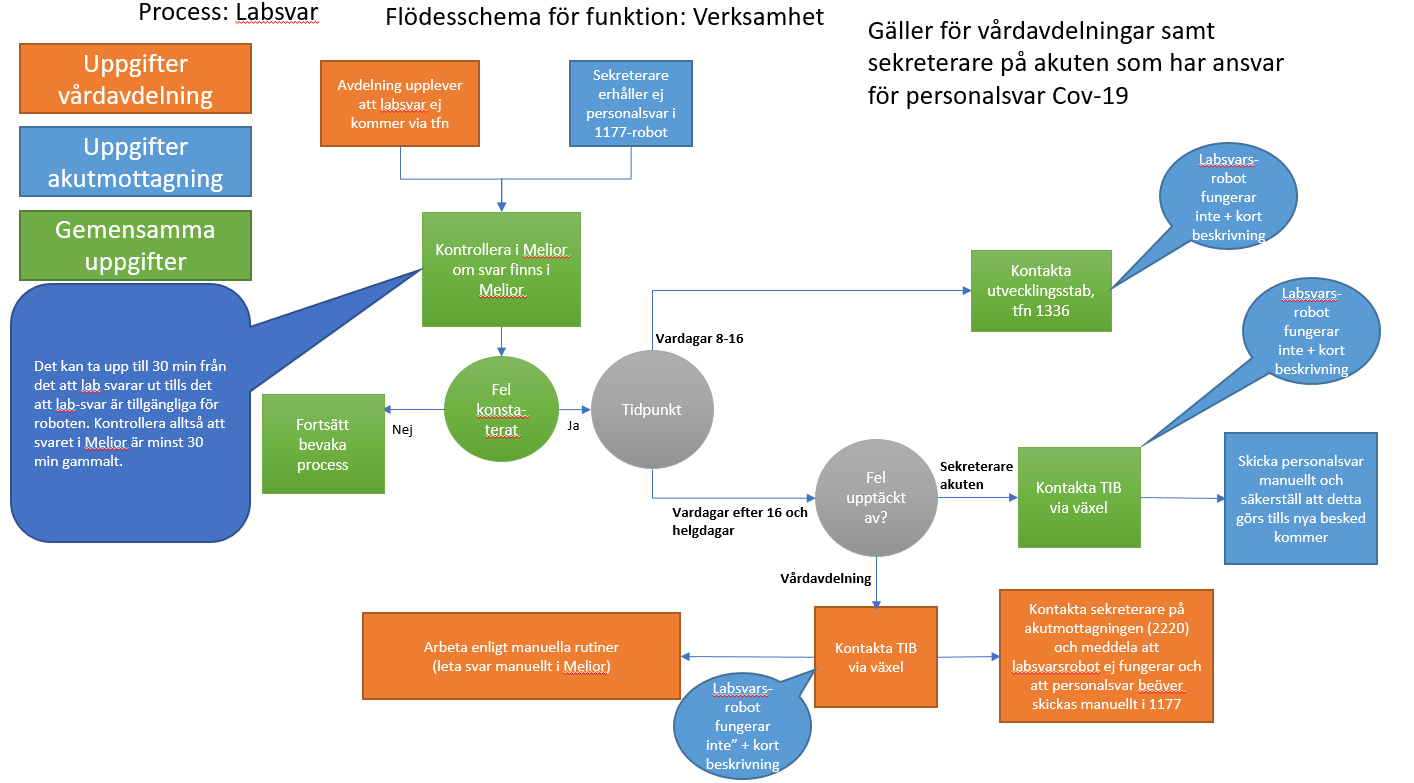 Process: Labsvar
Flödesschema för funktion: Verksamhet
Gäller för vårdavdelningar samt
sekreterare på akuten som har ansvar
för personalsvar Cov-19
Uppgifter
vårdavdelning
Uppgifter
akutmottagning
Gemensamma
uppgifter
Avdelning upplever
att labsvar ej
kommer via tfn
Sekreterare
erhåller ej
personalsvar i
1177-robot
Kontrollera i Melior
om svar finns i
Melior
Det kan ta upp till 30 min från
det att lab svarar ut tills det
att lab-svar är tillgängliga för
roboten. Kontrollera alltså att
svaret i Melior är minst 30
min gammalt.
Fel
konsta-
terat
Nej
Ja
Fortsätt
bevaka
process
Tidpunkt
Vardagar 8-16
Kontakta
utvecklingsstab,
tfn 1336
Labsvars-
robot
fungerar
inte + kort
beskrivning
Vardagar efter 16 och
helgdagar
Fel
upptäckt
av?
Sekreterare
akuten
Kontakta TIB
via växel
Labsvars-
robot
fungerar
inte + kort
beskrivning
Skicka personalsvar
manuellt och
säkerställ att detta
görs tills nya besked
kommer
Vårdavdelning
Kontakta TIB
via växel
Labsvars-
robot
fungerar
inte” + kort
beskrivning
Arbeta enligt manuella rutiner
(leta svar manuellt i Melior)
Kontakta sekreterare på
akutmottagningen (2220)
och meddela att
labsvarsrobot ej fungerar och
att personalsvar beöver
skickas manuellt i 1177